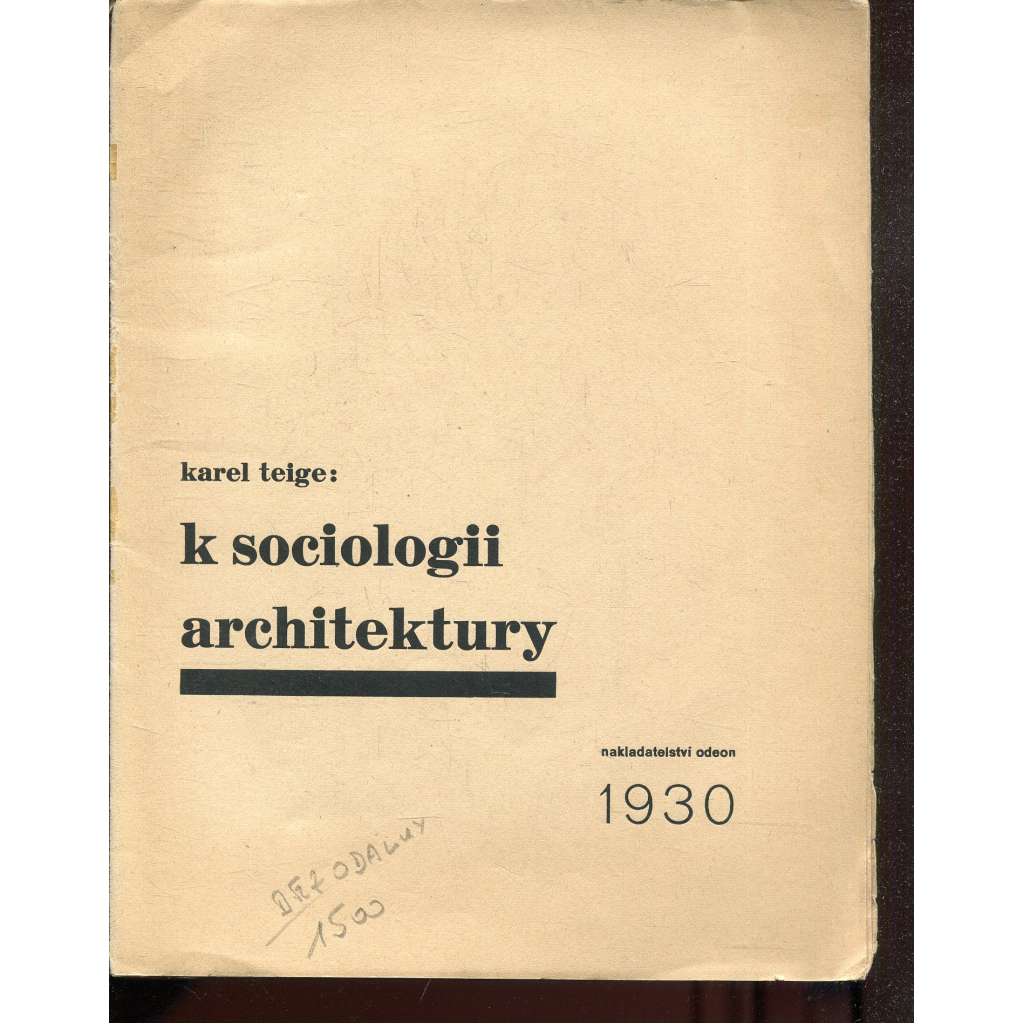 karel teige:
k sociologii
architektury
nakladatelství odeon
1930
1500